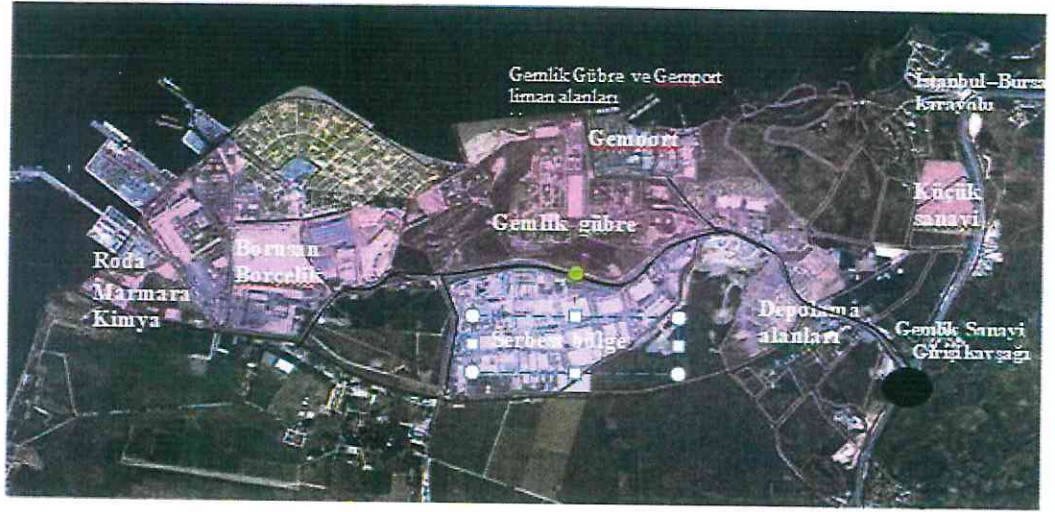 Gemlik Gübre ve Gemport
liman alanları
İstanbul-Bursa
Karayolu
Gemport
Küçük
sanayi
Gemlik gübre
Borusan
Borçelik
Roda
Marmara
Kimya
Depolama
alanları
Serbest bölge
Gemlik Sanayi
Girişi kavşağı